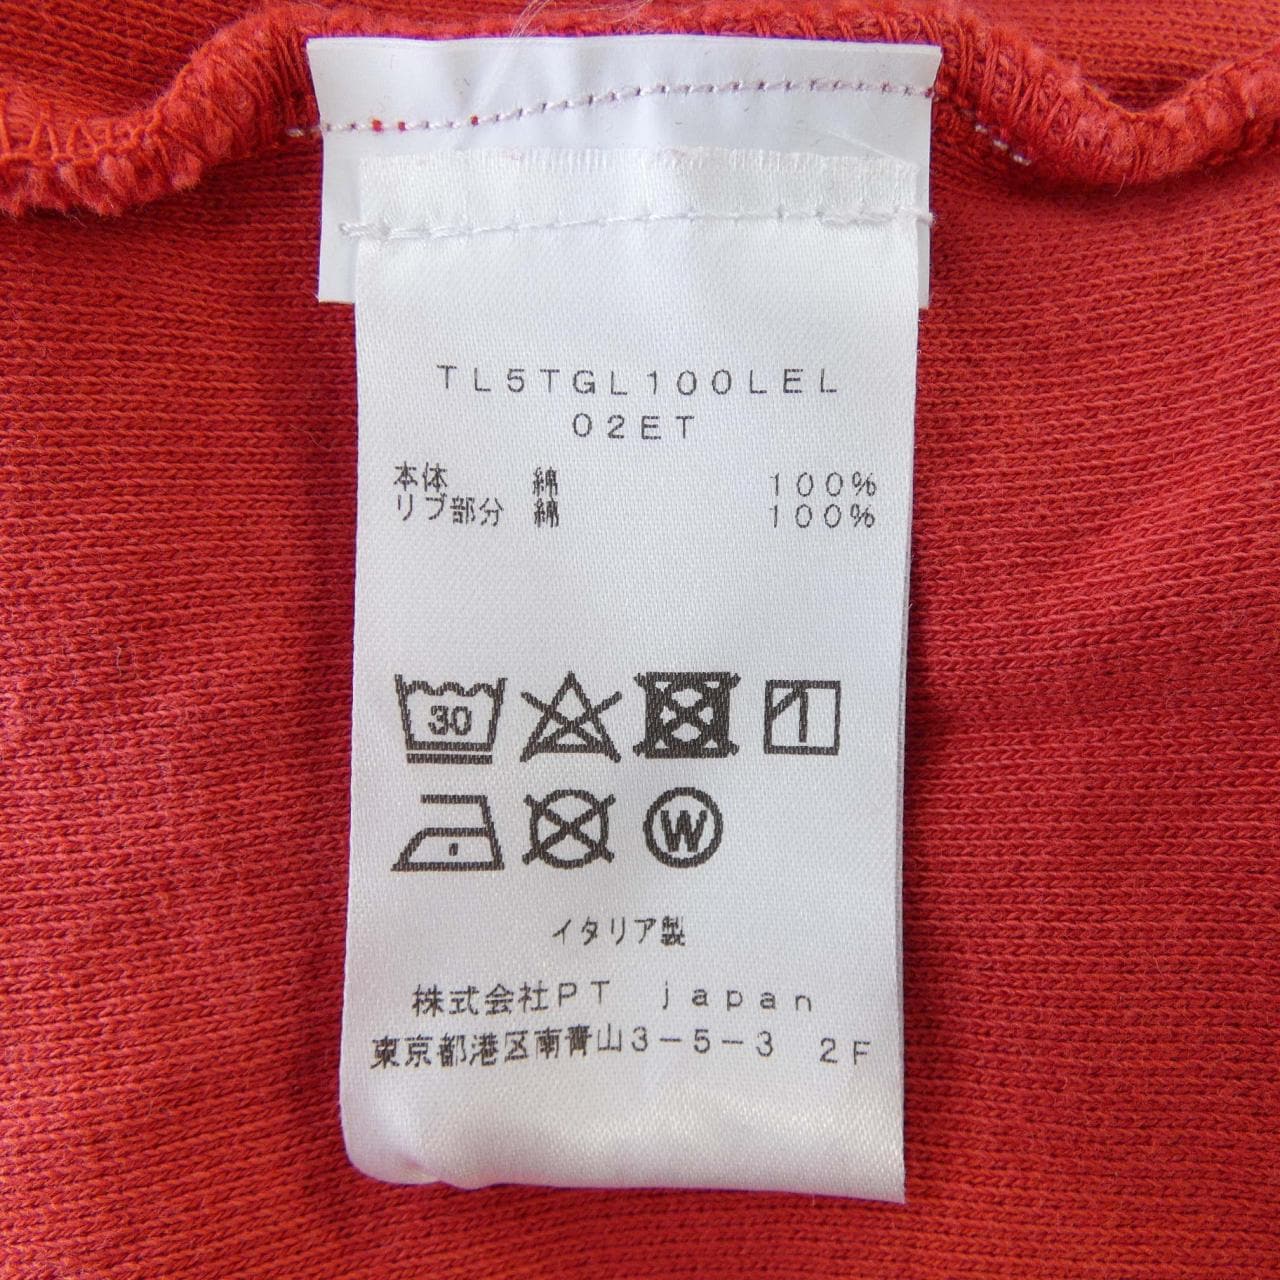 TL5TGL100LEL
02ET
本体 綿 100%
リブ部分 綿 100%
30
W
イタリア製
株式会社PT japan
東京都港区南青山3-5-3 2F